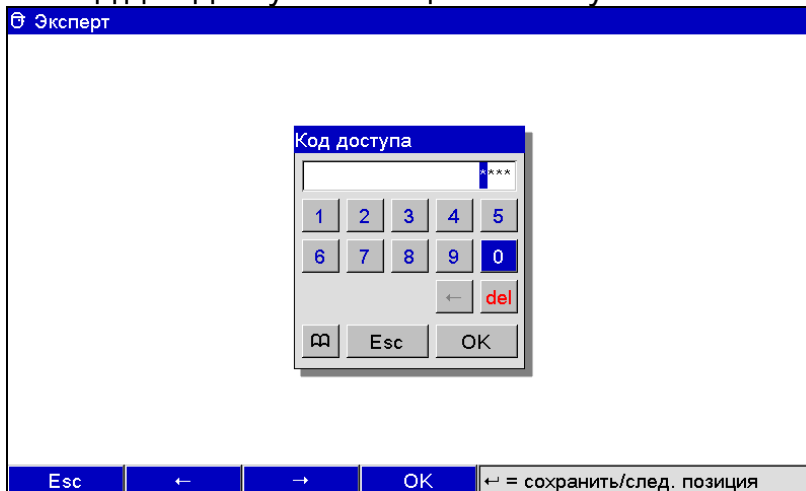 Эксперт
Код доступа
****
1 2 3 4 5
6 7 8 9 0
← del
Esc OK
Esc ← → OK ↵ = сохранить/след. позиция